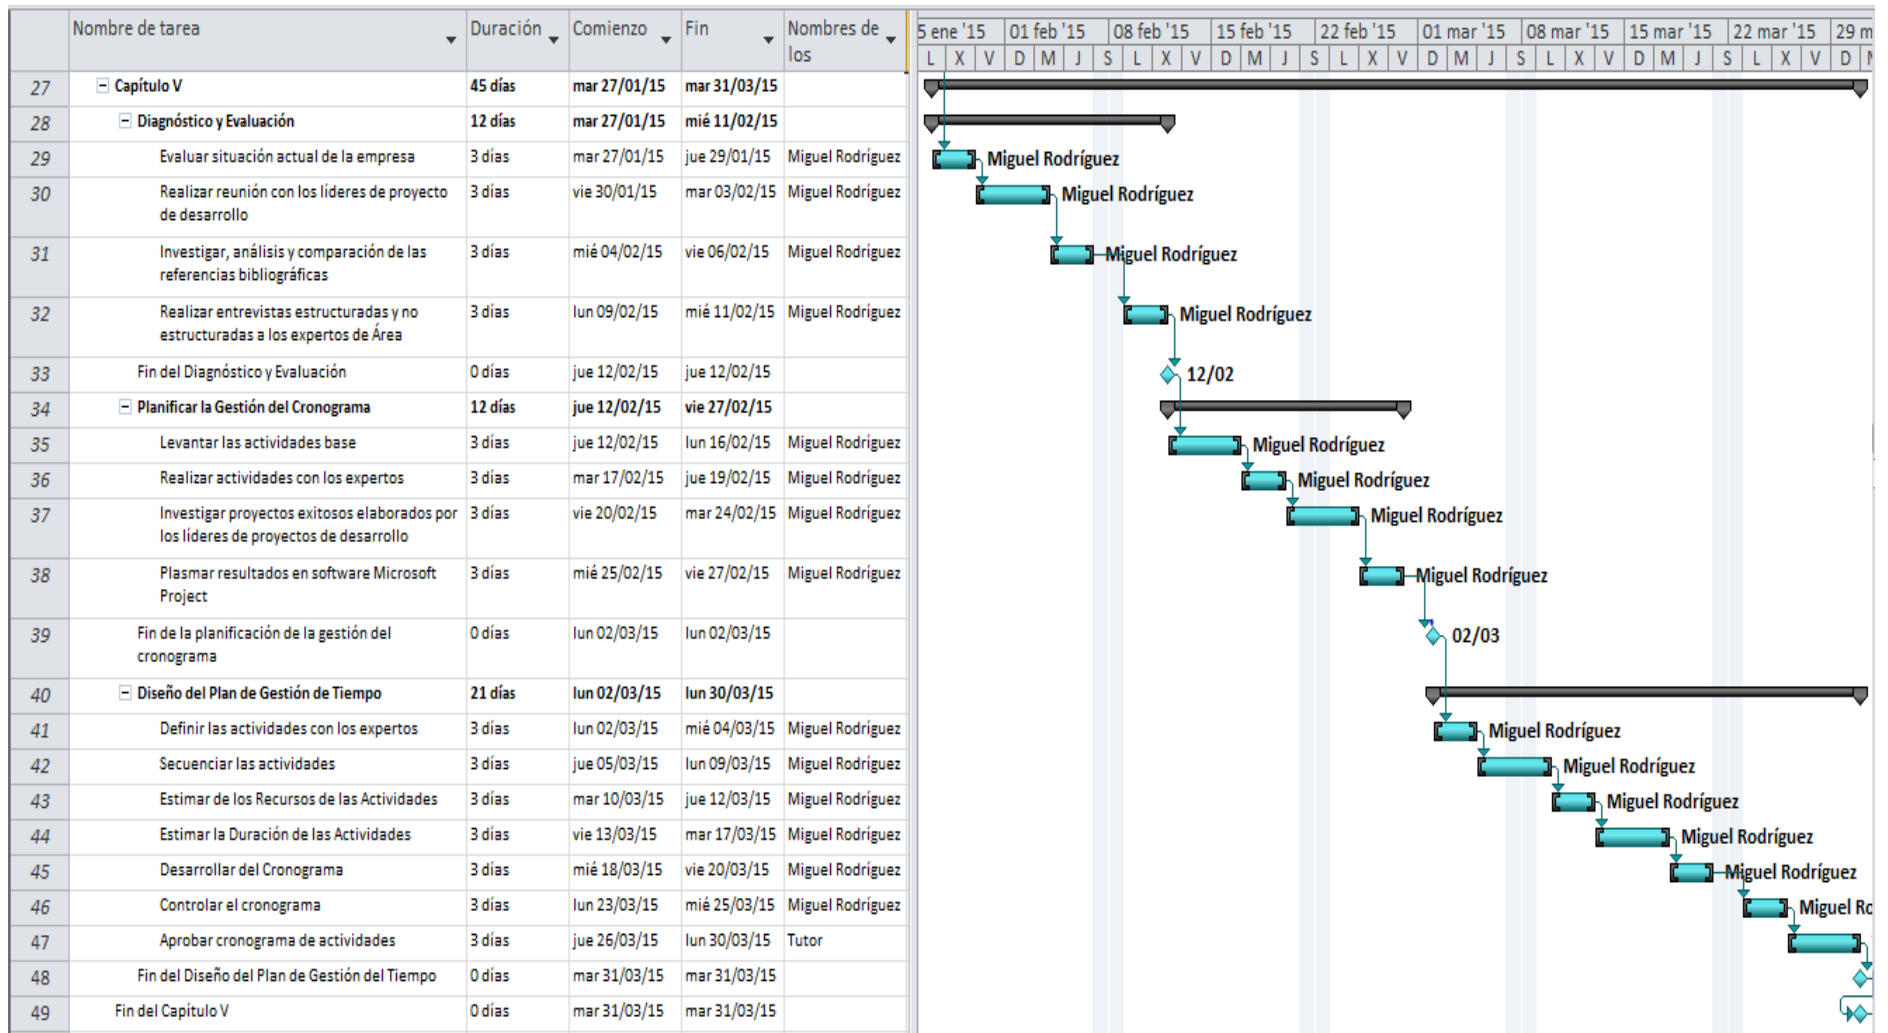 Nombre de tarea Duración Comienzo Fin Nombres de los
5 ene '15 01 feb '15 08 feb '15 15 feb '15 22 feb '15 01 mar '15 08 mar '15 15 mar '15 22 mar '15 29 m
L X V D M J S L X V D M J S L X V D M J S L X V D M J S L X V D
27 Capítulo V 45 días mar 27/01/15 mar 31/03/15
28 Diagnóstico y Evaluación 12 días mar 27/01/15 mié 11/02/15
29 Evaluar situación actual de la empresa 3 días mar 27/01/15 jue 29/01/15 Miguel Rodríguez Miguel Rodríguez
30 Realizar reunión con los líderes de proyecto 3 días vie 30/01/15 mar 03/02/15 Miguel Rodríguez Miguel Rodríguez
de desarrollo
31 Investigar, análisis y comparación de las 3 días mié 04/02/15 vie 06/02/15 Miguel Rodríguez Miguel Rodríguez
referencias bibliográficas
32 Realizar entrevistas estructuradas y no 3 días lun 09/02/15 mié 11/02/15 Miguel Rodríguez Miguel Rodríguez
estructuradas a los expertos de Área
33 Fin del Diagnóstico y Evaluación 0 días jue 12/02/15 jue 12/02/15 12/02
34 Planificar la Gestión del Cronograma 12 días jue 12/02/15 vie 27/02/15
35 Levantar las actividades base 3 días jue 12/02/15 lun 16/02/15 Miguel Rodríguez Miguel Rodríguez
36 Realizar actividades con los expertos 3 días mar 17/02/15 jue 19/02/15 Miguel Rodríguez Miguel Rodríguez
37 Investigar proyectos exitosos elaborados por 3 días vie 20/02/15 mar 24/02/15 Miguel Rodríguez Miguel Rodríguez
los líderes de proyectos de desarrollo
38 Plasmar resultados en software Microsoft 3 días mié 25/02/15 vie 27/02/15 Miguel Rodríguez Miguel Rodríguez
Project
39 Fin de la planificación de la gestión del 0 días lun 02/03/15 lun 02/03/15 02/03
cronograma
40 Diseño del Plan de Gestión de Tiempo 21 días lun 02/03/15 lun 30/03/15
41 Definir las actividades con los expertos 3 días lun 02/03/15 mié 04/03/15 Miguel Rodríguez Miguel Rodríguez
42 Secuenciar las actividades 3 días jue 05/03/15 lun 09/03/15 Miguel Rodríguez Miguel Rodríguez
43 Estimar de los Recursos de las Actividades 3 días mar 10/03/15 jue 12/03/15 Miguel Rodríguez Miguel Rodríguez
44 Estimar la Duración de las Actividades 3 días vie 13/03/15 mar 17/03/15 Miguel Rodríguez Miguel Rodríguez
45 Desarrollar del Cronograma 3 días mié 18/03/15 vie 20/03/15 Miguel Rodríguez Miguel Rodríguez
46 Controlar el cronograma 3 días lun 23/03/15 mié 25/03/15 Miguel Rodríguez Miguel Ro
47 Aprobar cronograma de actividades 3 días jue 26/03/15 lun 30/03/15 Tutor
48 Fin del Diseño del Plan de Gestión del Tiempo 0 días mar 31/03/15 mar 31/03/15
49 Fin del Capítulo V 0 días mar 31/03/15 mar 31/03/15